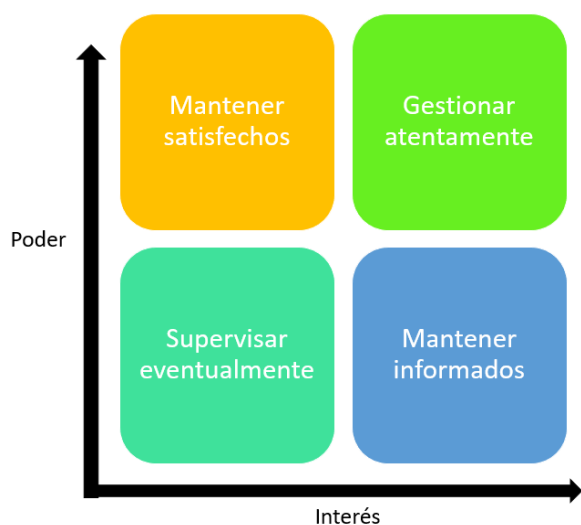 Mantener
satisfechos
Gestionar
atentamente
Poder
Supervisar
eventualmente
Mantener
informados
Interés